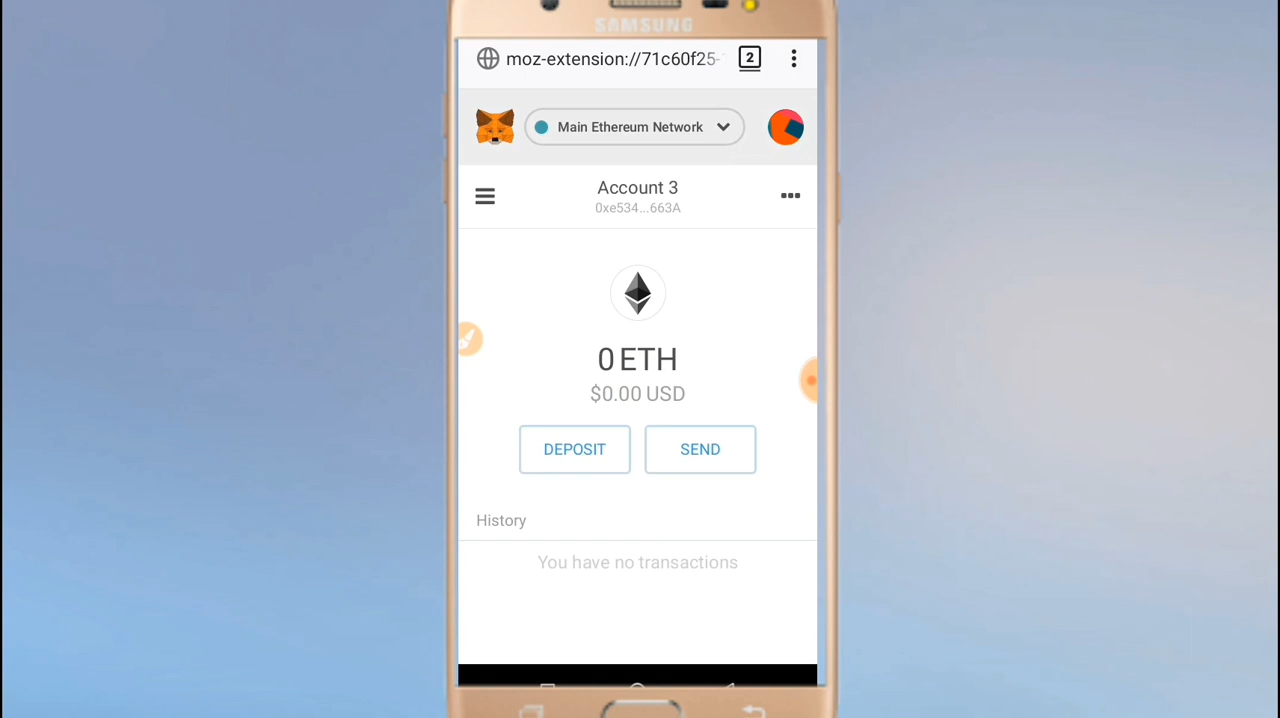 SAMSUNG
moz-extension://71c60f25-
2
Main Ethereum Network
Account 3
0xe534...663A
0 ETH
$0.00 USD
DEPOSIT
SEND
History
You have no transactions